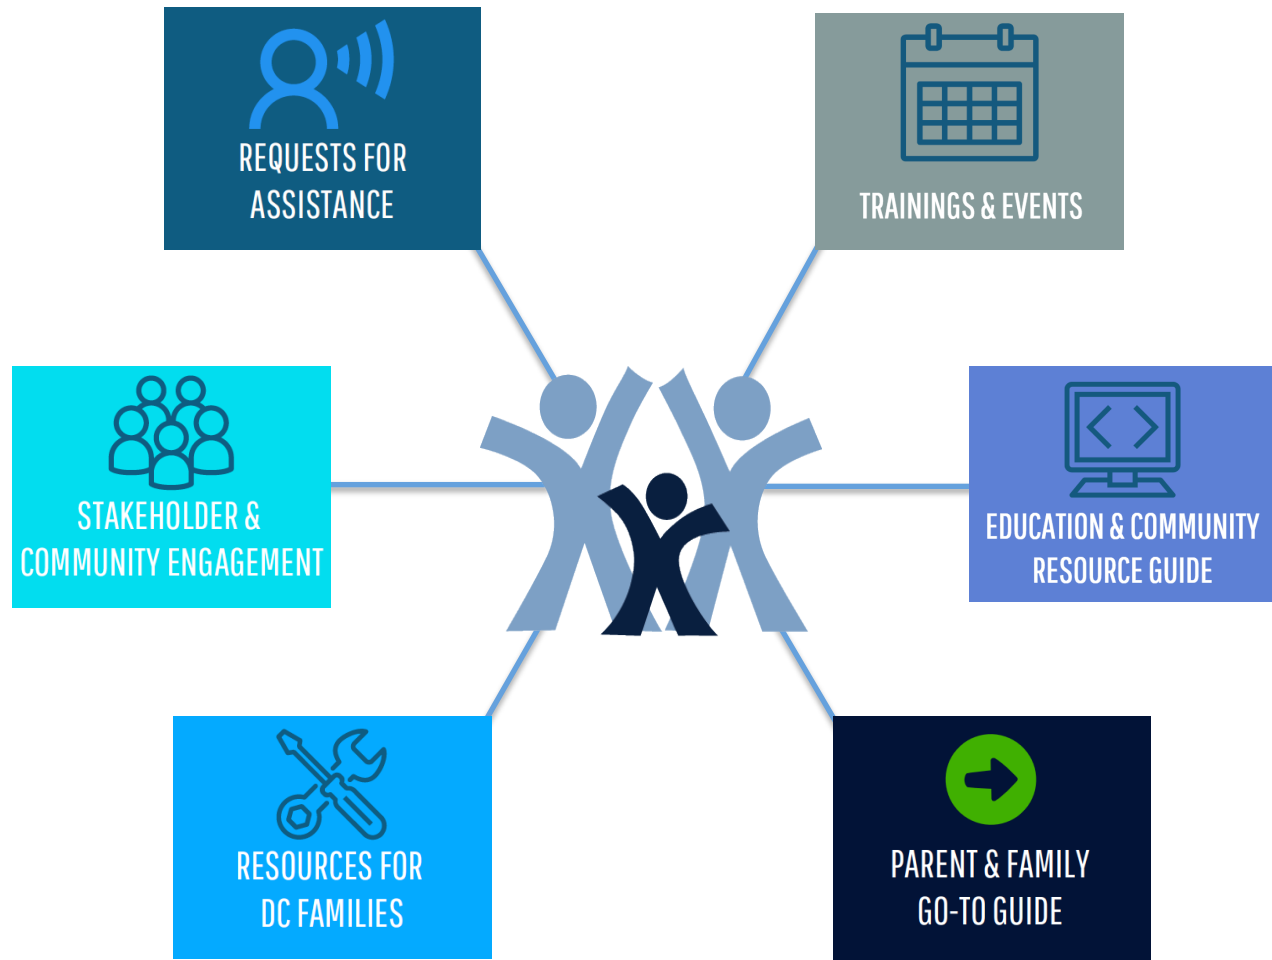 REQUESTS FOR
ASSISTANCE
TRAININGS & EVENTS
STAKEHOLDER &
COMMUNITY ENGAGEMENT
EDUCATION & COMMUNITY
RESOURCE GUIDE
RESOURCES FOR
DC FAMILIES
PARENT & FAMILY
GO-TO GUIDE